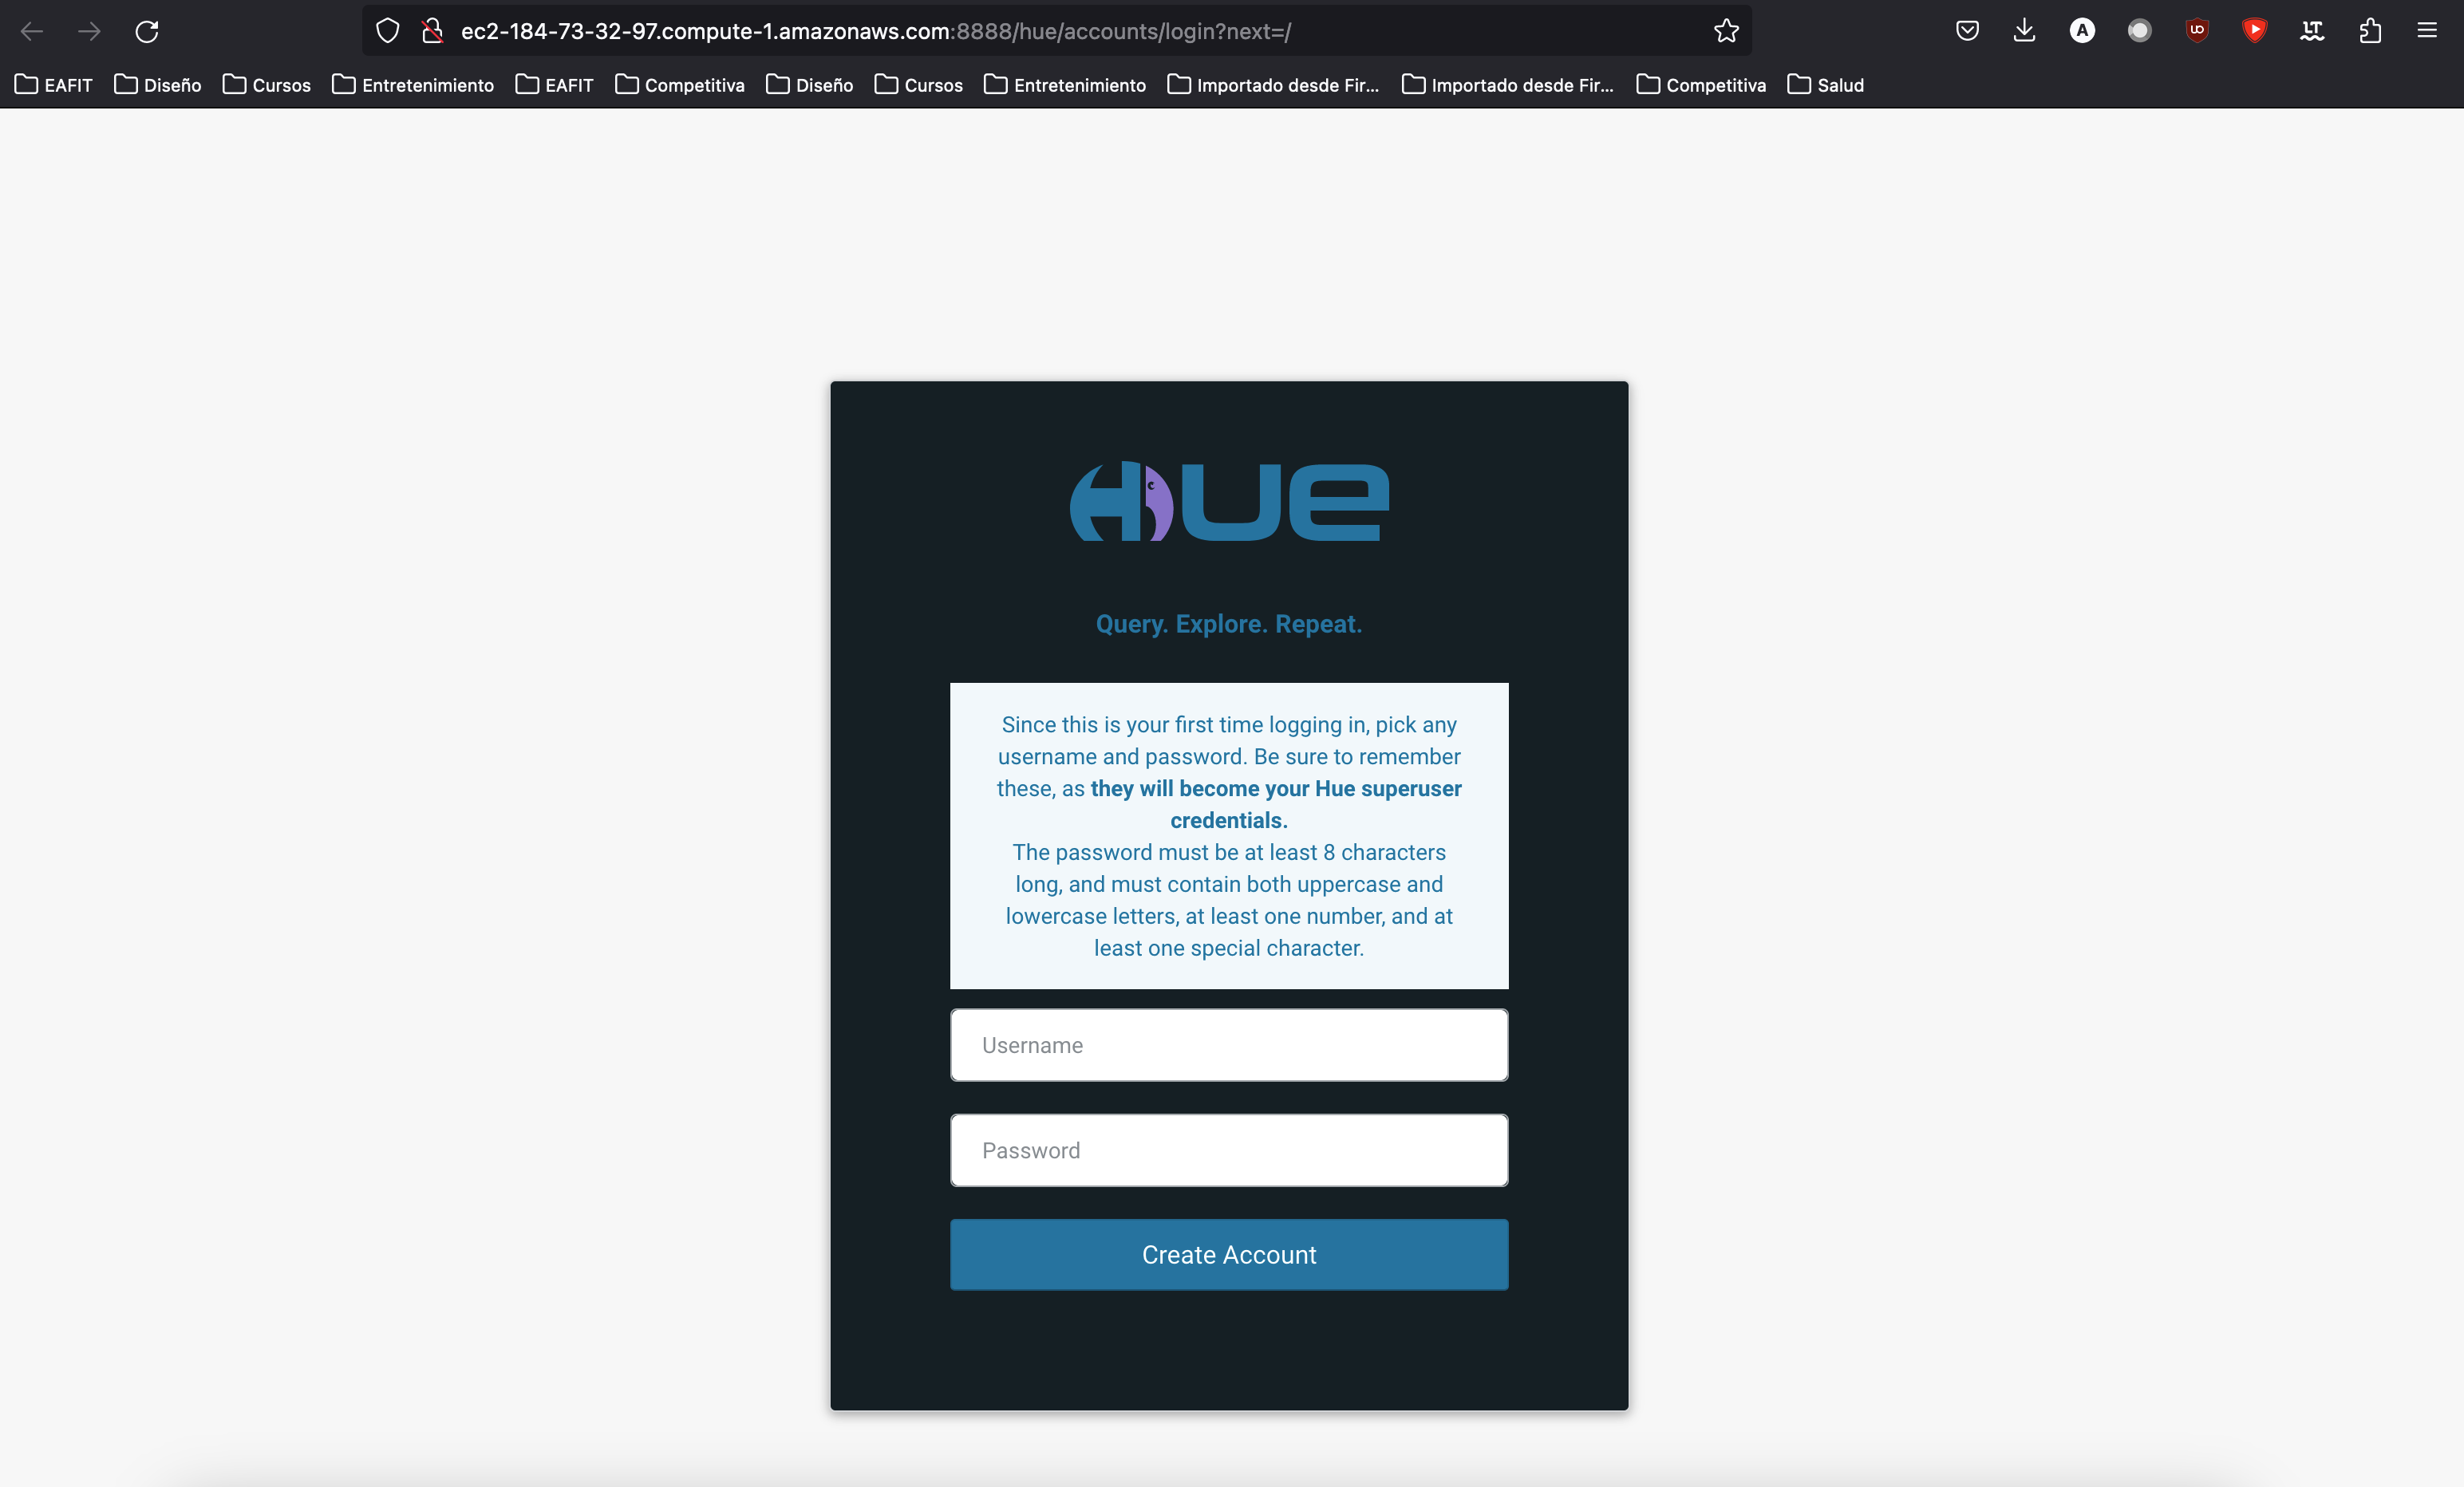 ec2-184-73-32-97.compute-1.amazonaws.com:8888/hue/accounts/login?next=/
EAFIT Diseño Cursos Entretenimiento EAFIT Competitiva Diseño Cursos Entretenimiento Importado desde Fir... Importado desde Fir... Competitiva Salud
HUE
Query. Explore. Repeat.
Since this is your first time logging in, pick any
username and password. Be sure to remember
these, as they will become your Hue superuser
credentials.
The password must be at least 8 characters
long, and must contain both uppercase and
lowercase letters, at least one number, and at
least one special character.
Username
Password
Create Account